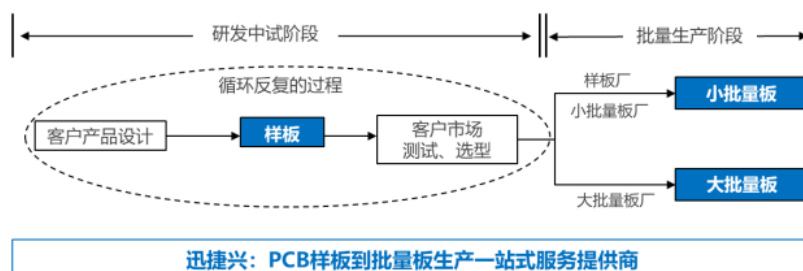 研发中试阶段
批量生产阶段
循环反复的过程
客户产品设计
样板
客户市场
测试、选型
样板厂
小批量板厂
小批量板
大批量板厂
大批量板
迅捷兴：PCB样板到批量板生产一站式服务提供商